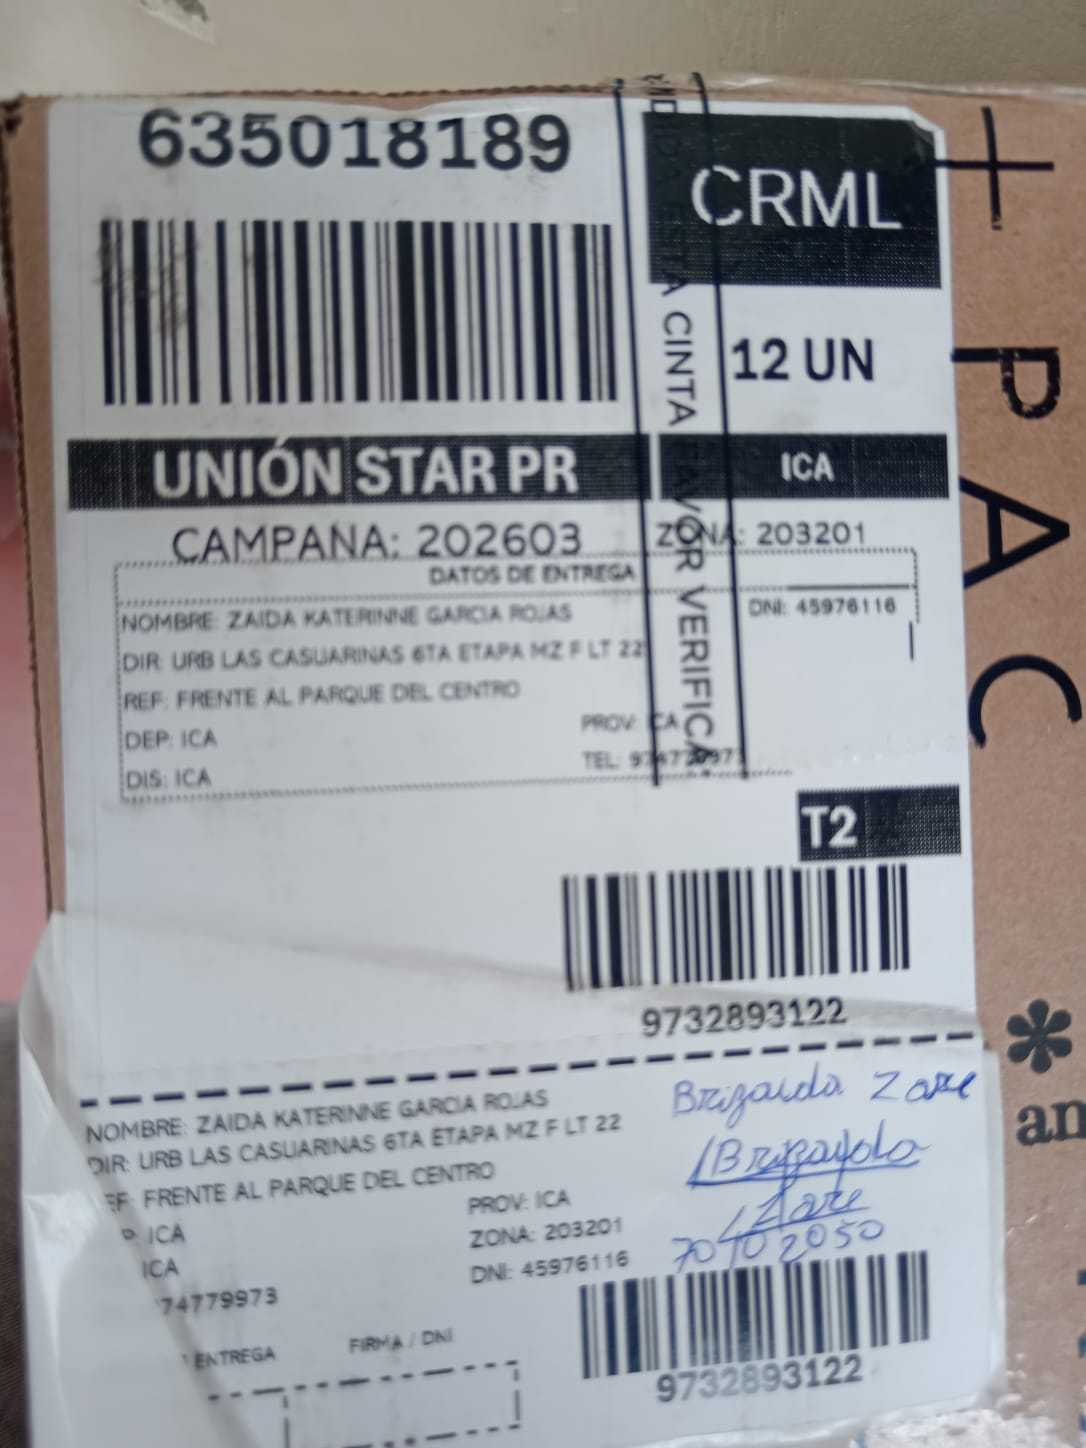 635018189
CRML
12 UN
UNIÓN STAR PR
ICA
CAMPAÑA: 202603
ZONA: 203201
DATOS DE ENTREGA
NOMBRE: ZAIDA KATERINNE GARCIA ROJAS
DNI: 45976116
DIR: URB LAS CASUARINAS 6TA ETAPA MZ F LT 22
REF: FRENTE AL PARQUE DEL CENTRO
DEP: ICA
PROV: ICA
DIS: ICA
TEL:
CINTA FAVOR VERIFICAR
T2
9732893122
NOMBRE: ZAIDA KATERINNE GARCIA ROJAS
DIR: URB LAS CASUARINAS 6TA ETAPA MZ F LT 22
EF: FRENTE AL PARQUE DEL CENTRO
P: ICA
PROV: ICA
ICA
ZONA: 203201
74779973
DNI: 45976116
ENTREGA
FIRMA / DNI
Brigaida Zare
70402050
9732893122
+ PAC
* an